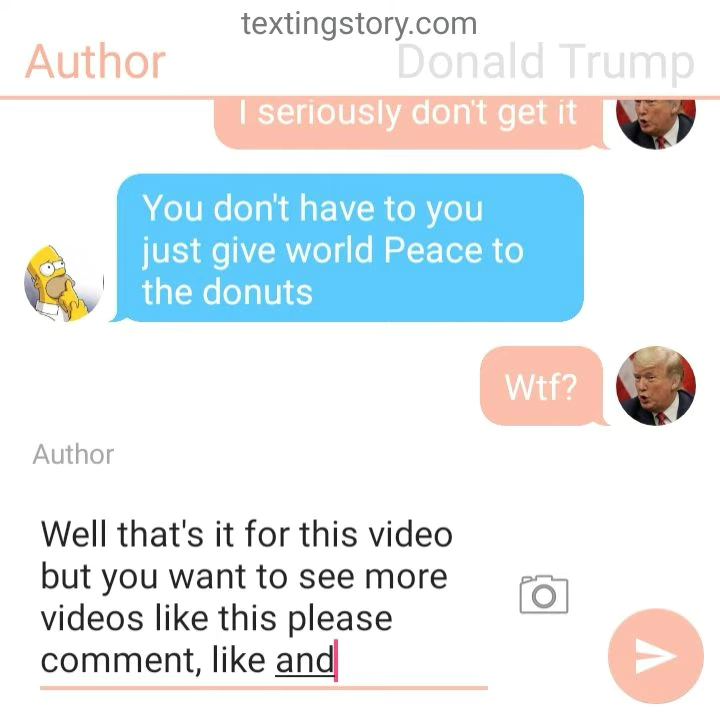 textingstory.com
Author
Donald Trump
I seriously don't get it
You don't have to you
just give world Peace to
the donuts
Wtf?
Author
Well that's it for this video
but you want to see more
videos like this please
comment, like and